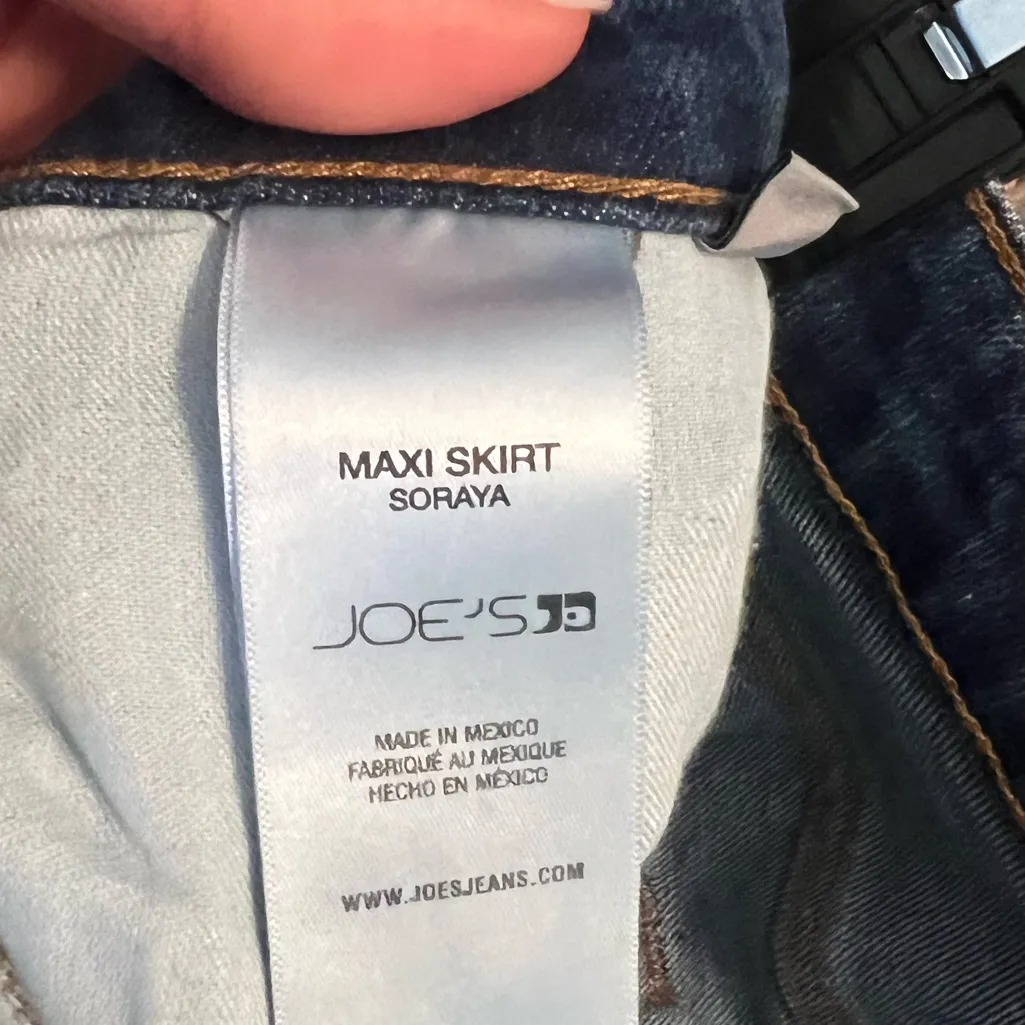 MAXI SKIRT
SORAYA
JOE'S
MADE IN MEXICO
FABRIQUÉ AU MEXIQUE
HECHO EN MÉXICO
WWW.JOESJEANS.COM